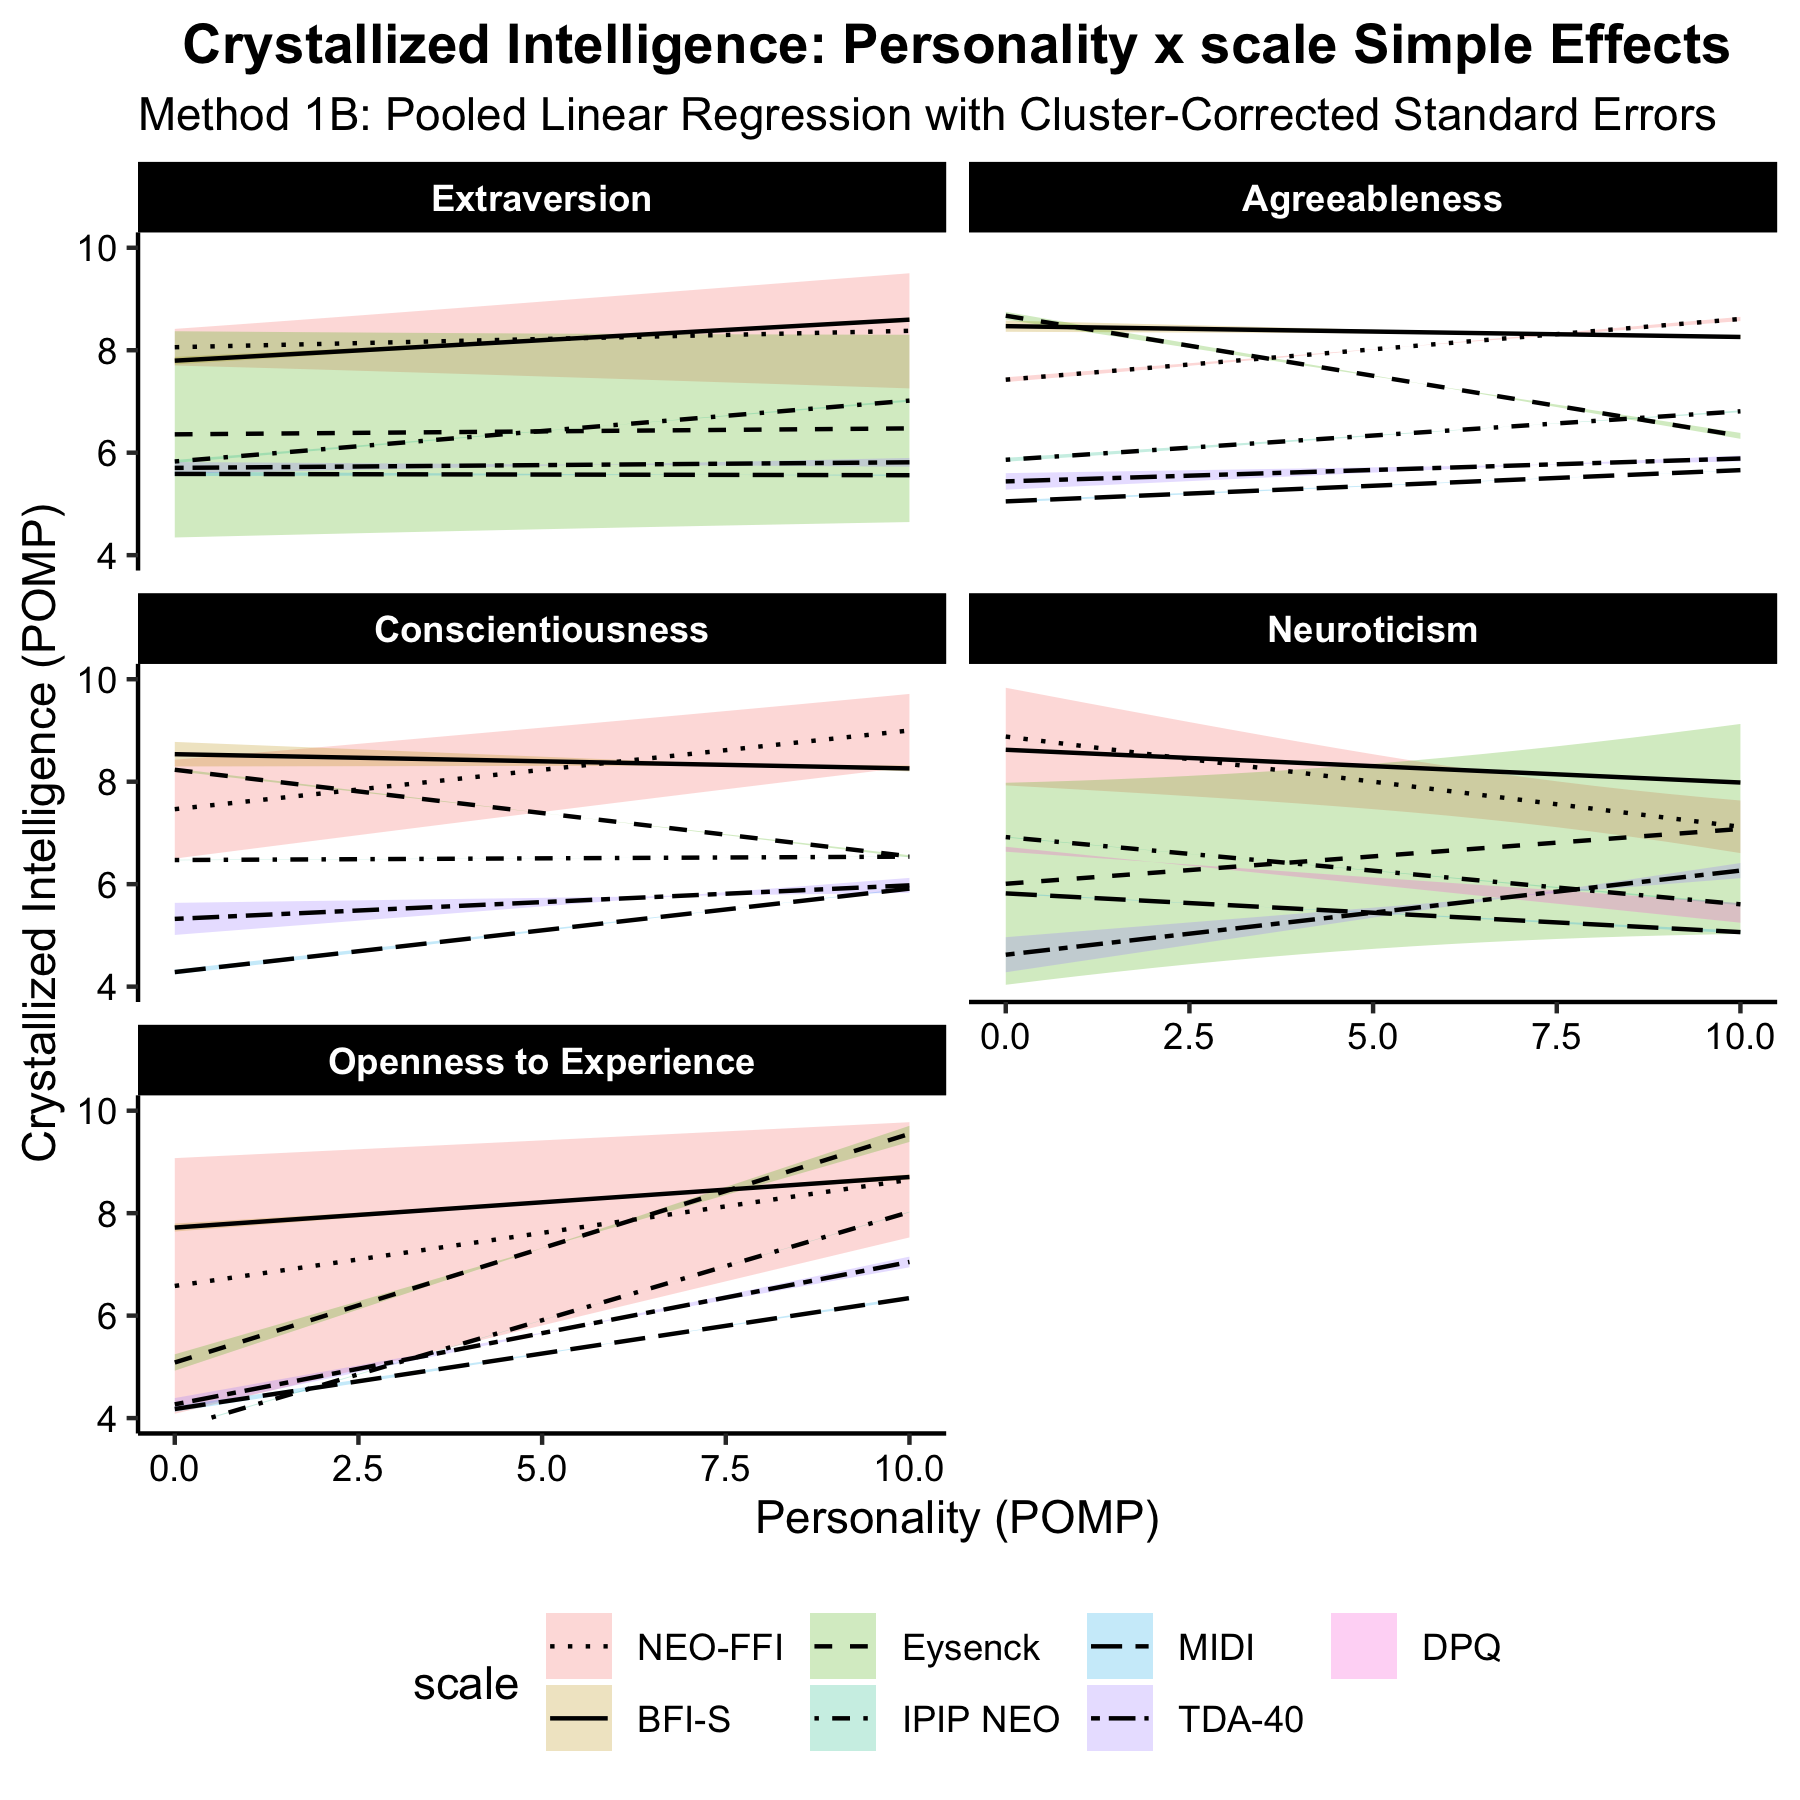 Crystallized Intelligence: Personality x scale Simple Effects
Method 1B: Pooled Linear Regression with Cluster-Corrected Standard Errors
Crystallized Intelligence (POMP)
Extraversion
Agreeableness
10
8
6
4
Conscientiousness
Neuroticism
10
8
6
4
0.0 2.5 5.0 7.5 10.0
Openness to Experience
10
8
6
4
0.0 2.5 5.0 7.5 10.0
Personality (POMP)
scale
NEO-FFI Eysenck MIDI DPQ
BFI-S IPIP NEO TDA-40